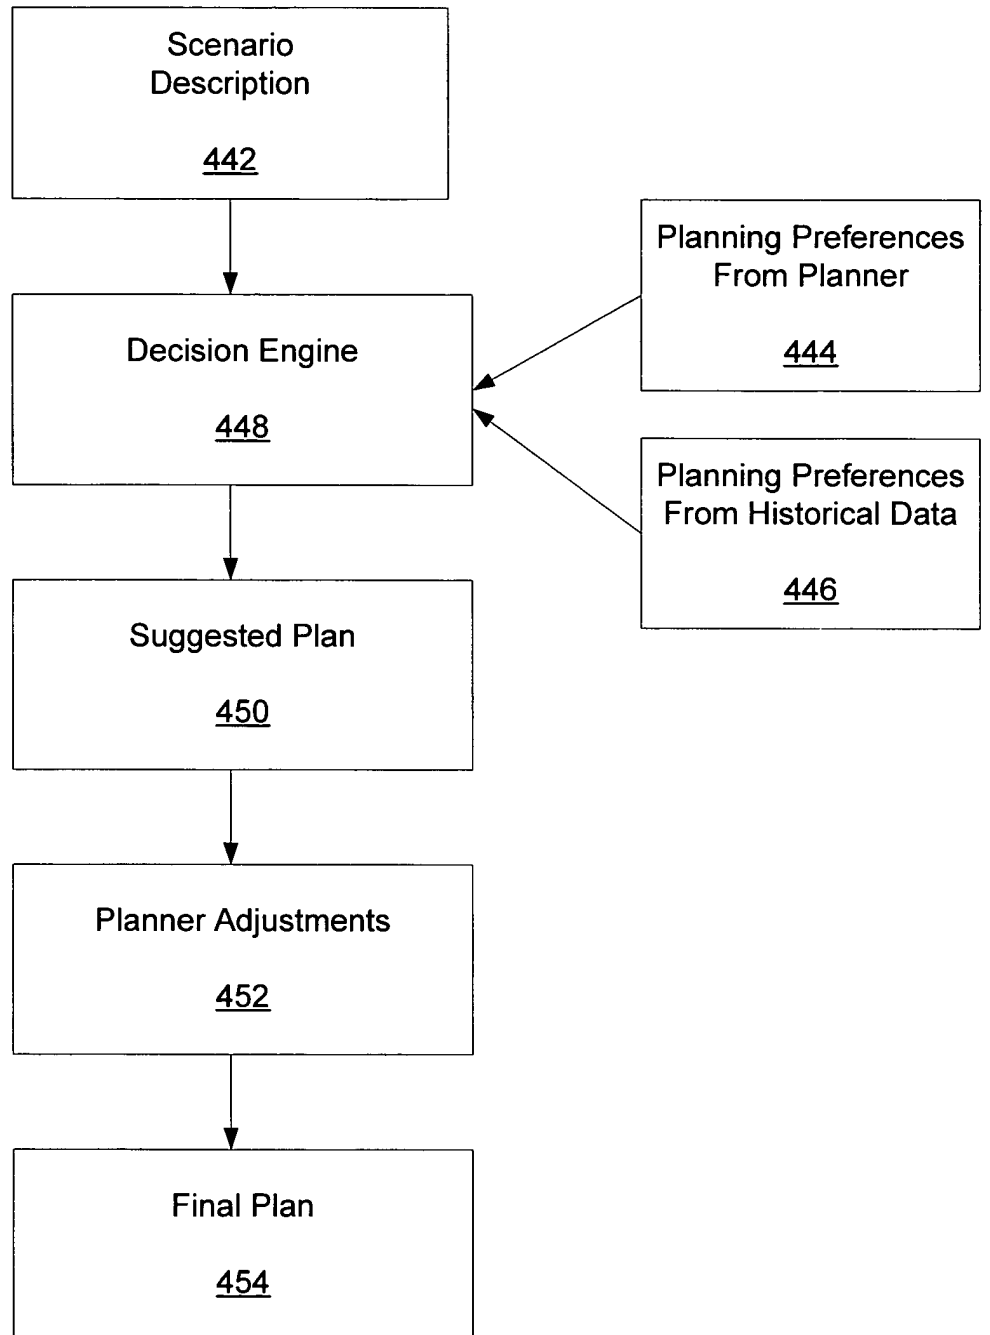 Scenario
Description
442
Planning Preferences
From Planner
444
Decision Engine
448
Planning Preferences
From Historical Data
446
Suggested Plan
450
Planner Adjustments
452
Final Plan
454